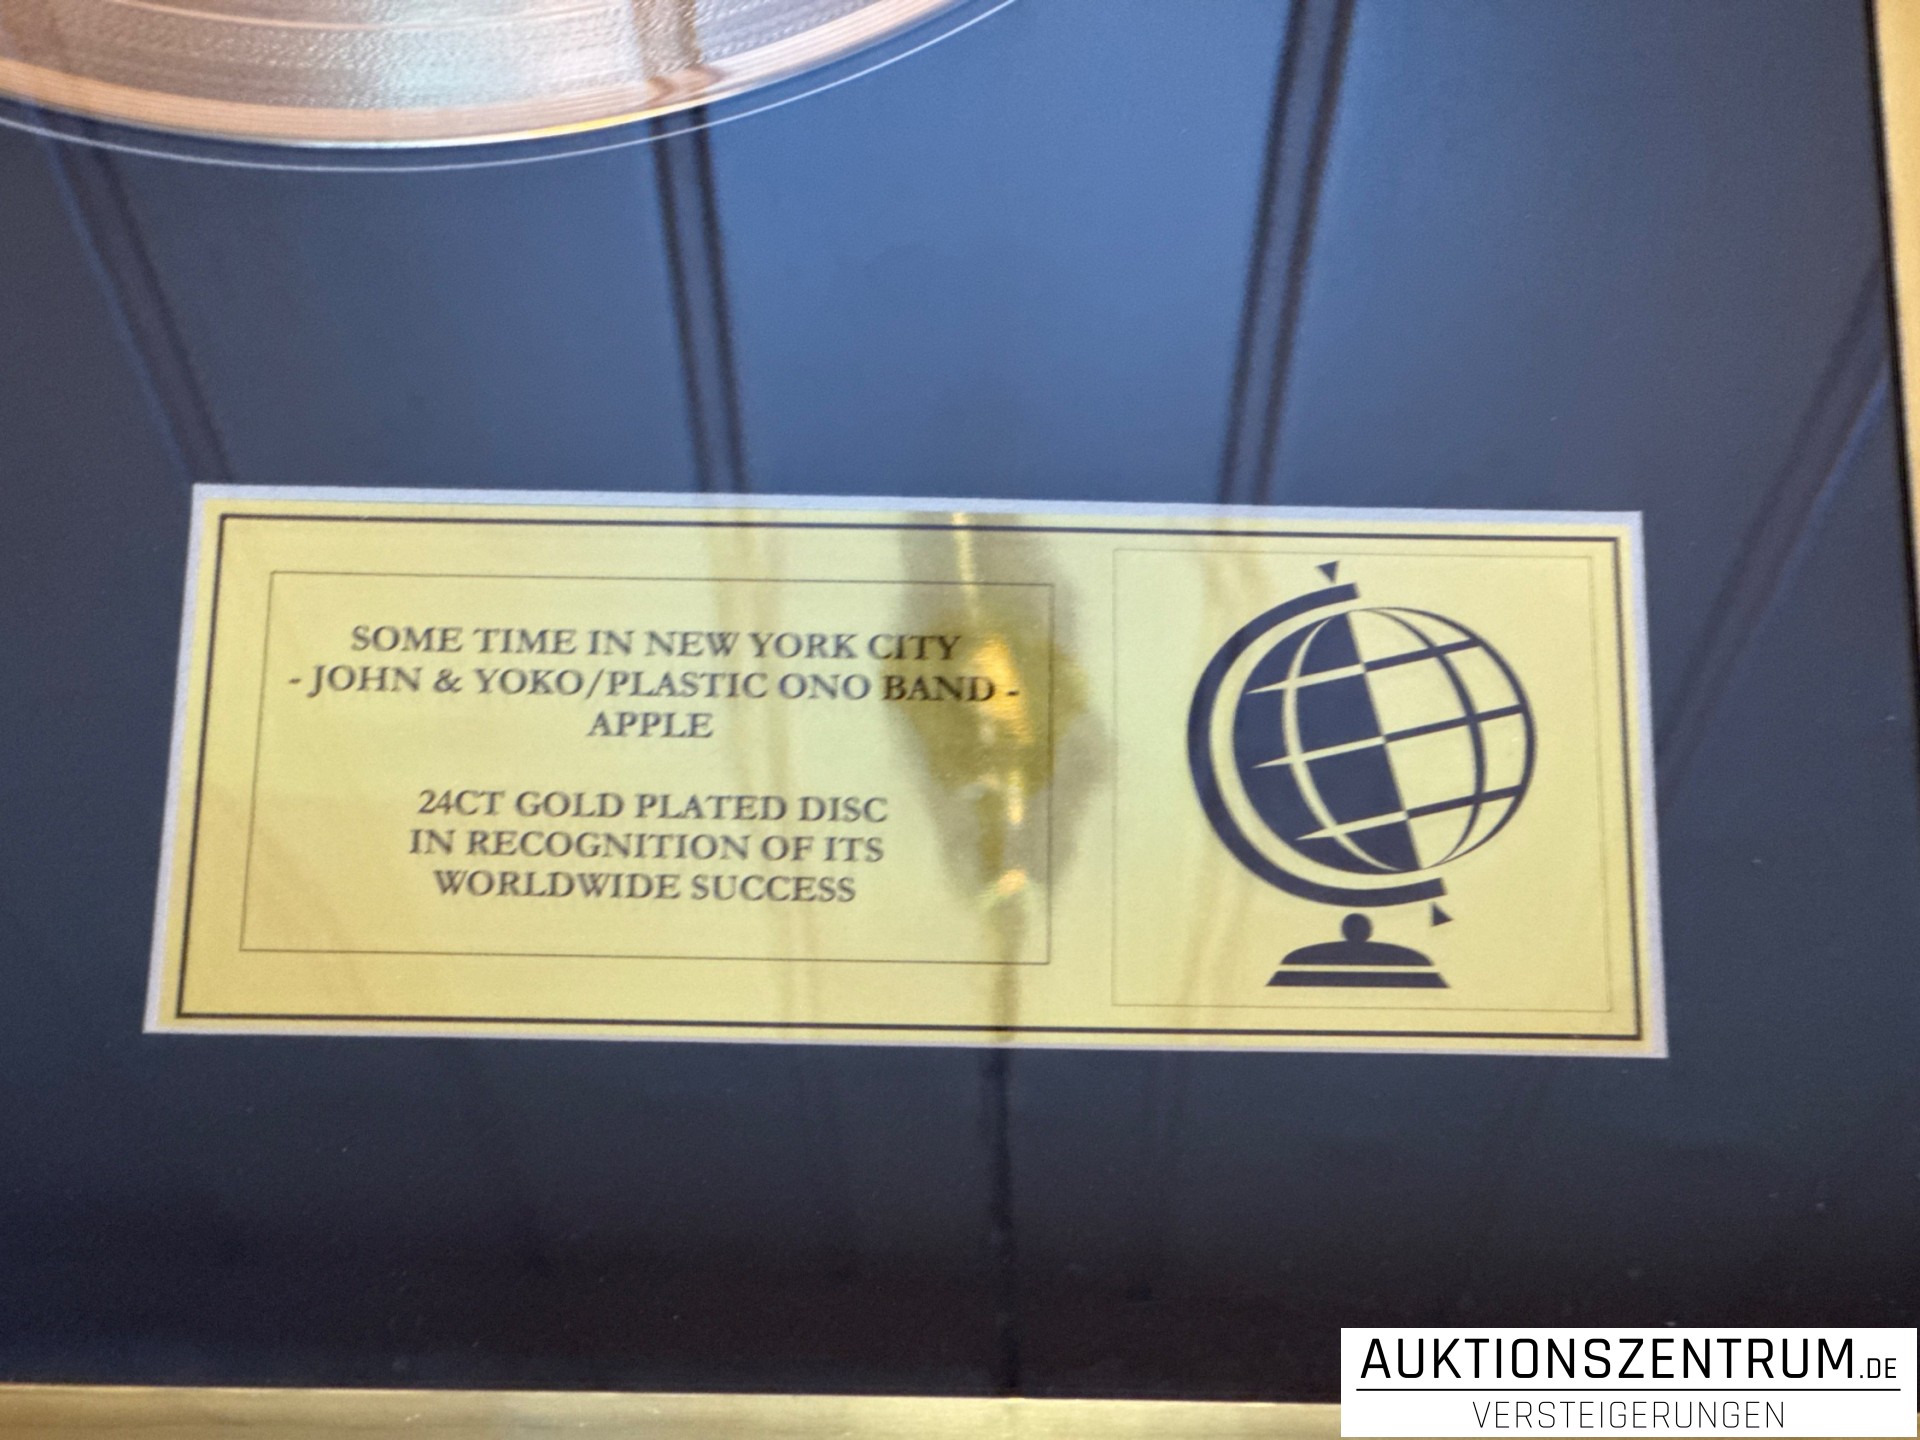 SOME TIME IN NEW YORK CITY
- JOHN & YOKO/PLASTIC ONO BAND -
APPLE
24CT GOLD PLATED DISC
IN RECOGNITION OF ITS
WORLDWIDE SUCCESS
AUKTIONSZENTRUM.DE
VERSTEIGERUNGEN